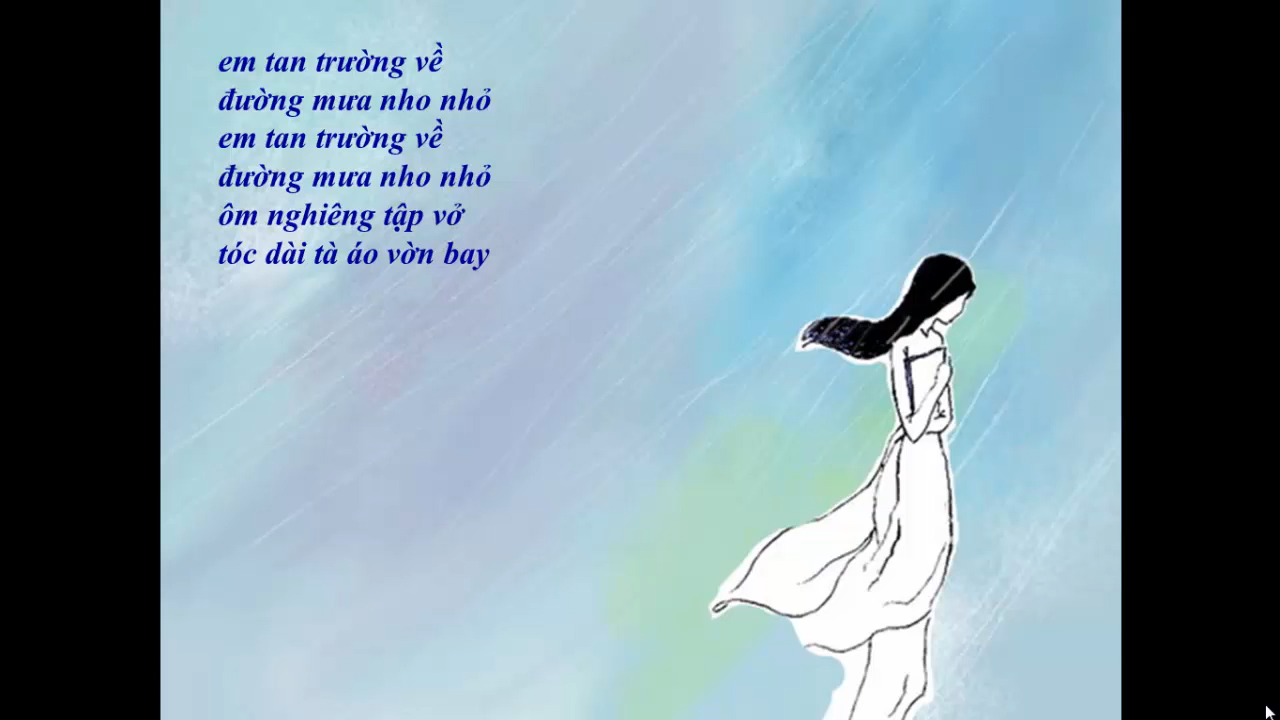 em tan trường về
đường mưa nho nhỏ
em tan trường về
đường mưa nho nhỏ
ôm nghiêng tập vở
tóc dài tà áo vờn bay